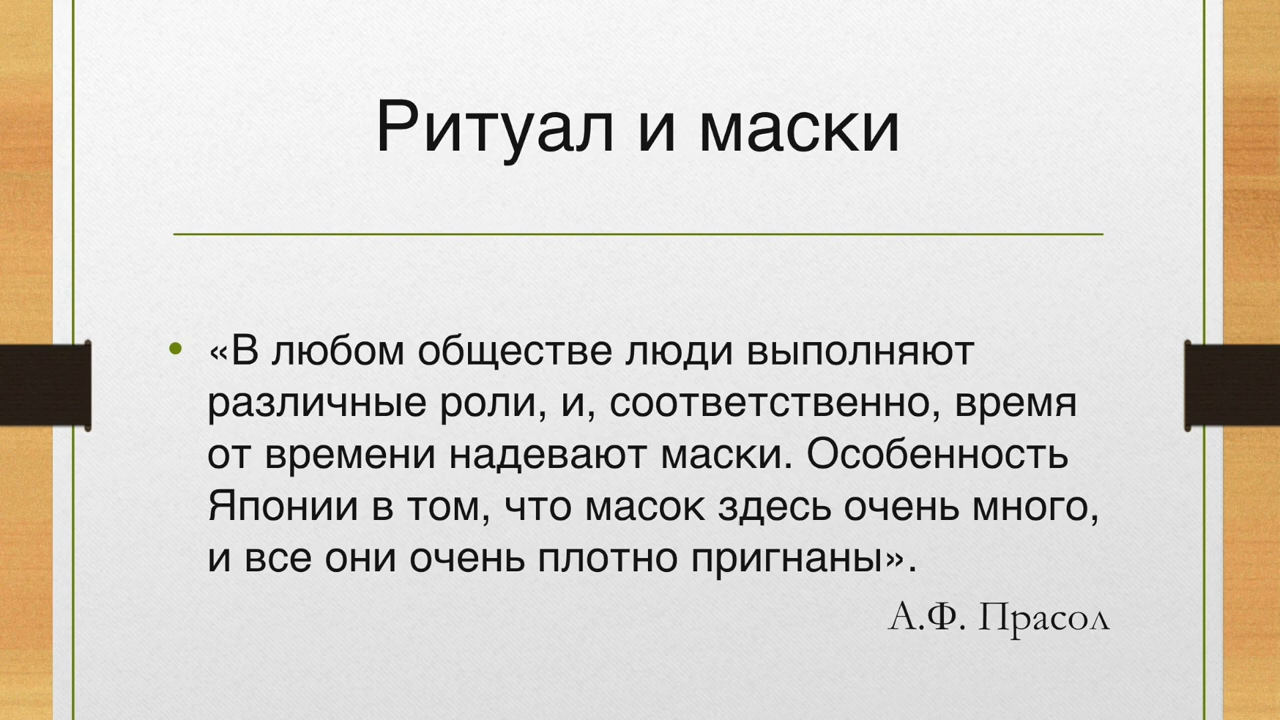 Ритуал и маски
• «В любом обществе люди выполняют
различные роли, и, соответственно, время
от времени надевают маски. Особенность
Японии в том, что масок здесь очень много,
и все они очень плотно пригнаны».
А.Ф. Прасол